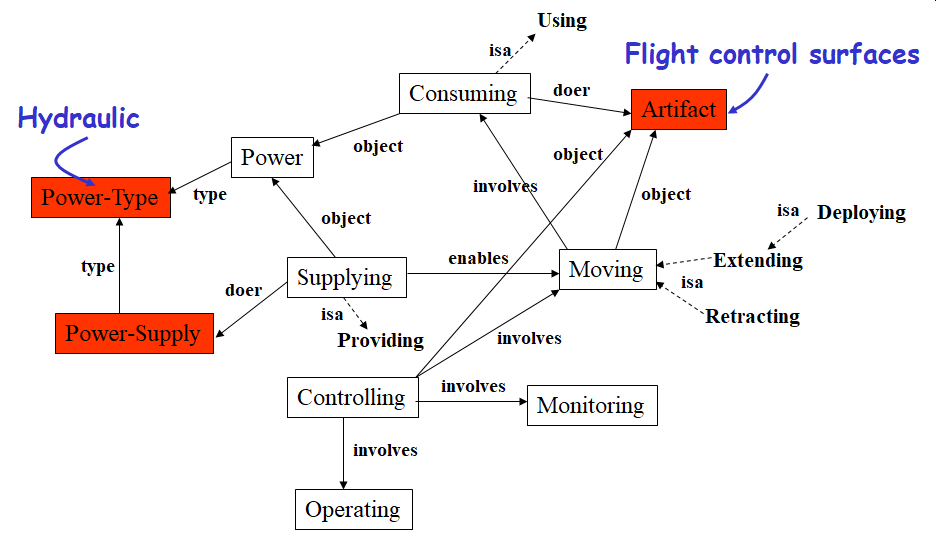 Using
isa
Flight control surfaces
Consuming
doer
Artifact
Hydraulic
object
object
Power
involves
type
object
Power-Type
isa
Deploying
object
enables
Moving
Extending
type
Supplying
isa
doer
isa
Retracting
Power-Supply
Providing
involves
Controlling
involves
Monitoring
involves
Operating